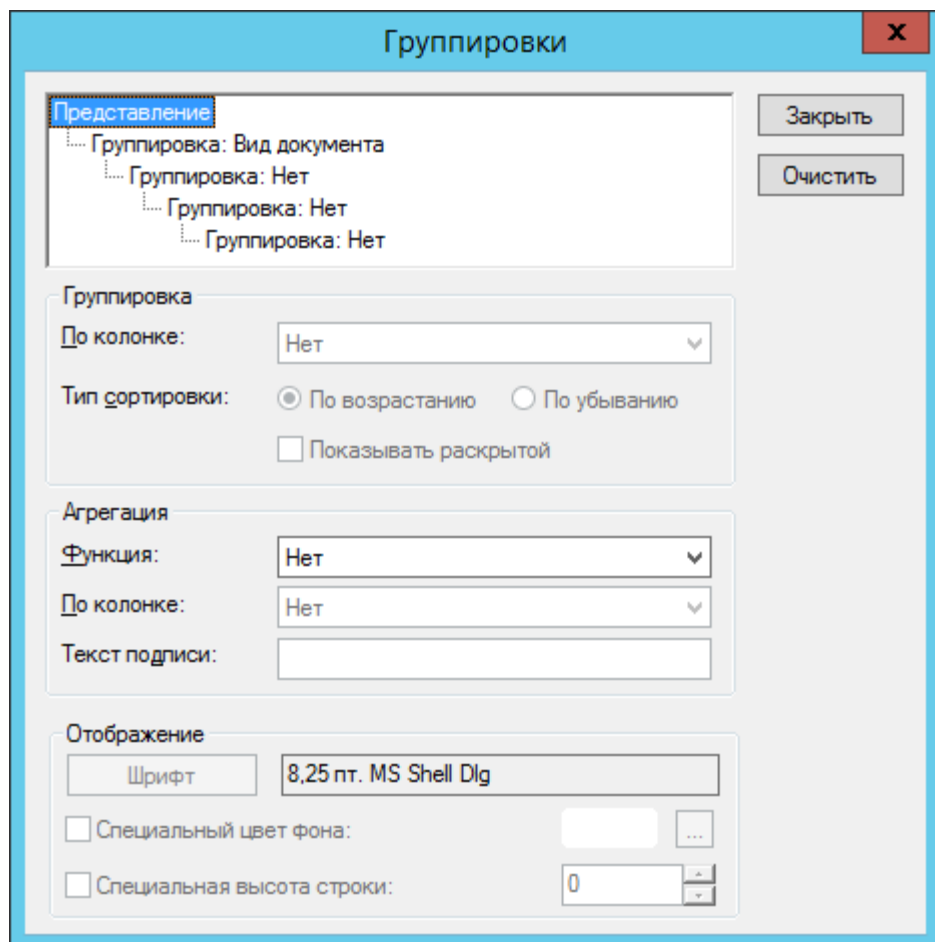 Группировки
x
Представление
Закрыть
Группировка: Вид документа
Группировка: Нет
Очистить
Группировка: Нет
Группировка: Нет
Группировка
По колонке:
Нет
Тип сортировки:
По возрастанию
По убыванию
Показывать раскрытой
Агрегация
Функция:
Нет
По колонке:
Нет
Текст подписи:
Отображение
Шрифт
8,25 пт. MS Shell Dlg
Специальный цвет фона:
...
Специальная высота строки:
0